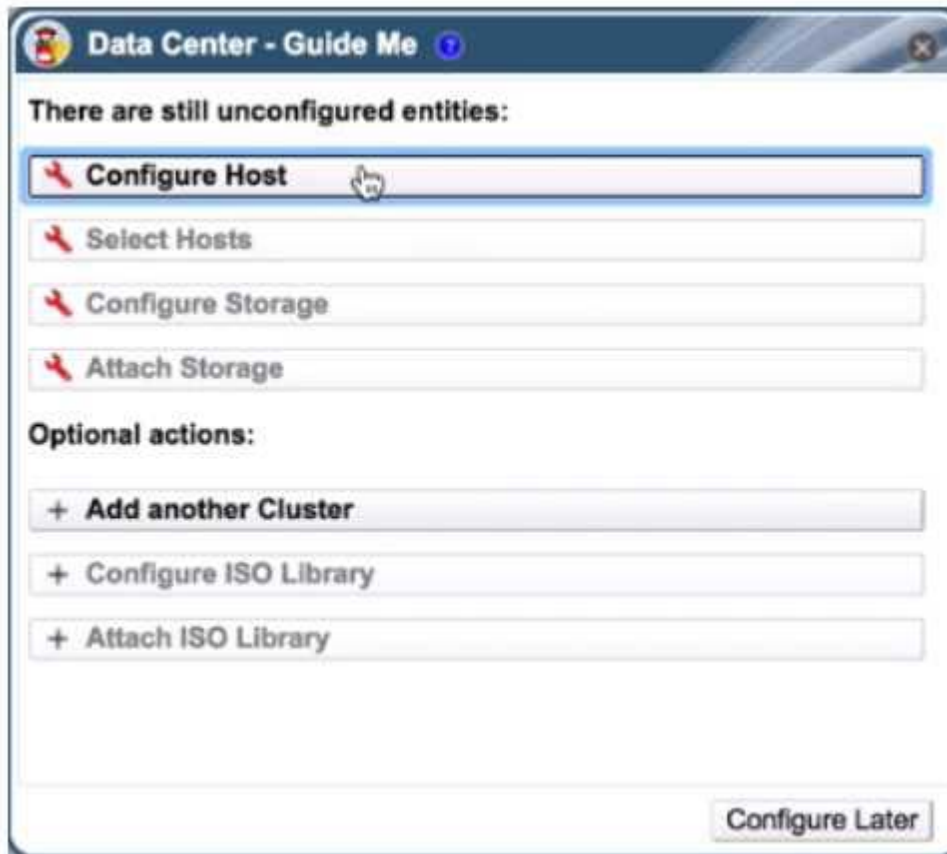 Data Center - Guide Me ?
There are still unconfigured entities:
Configure Host
Select Hosts
Configure Storage
Attach Storage
Optional actions:
+ Add another Cluster
+ Configure ISO Library
+ Attach ISO Library
Configure Later